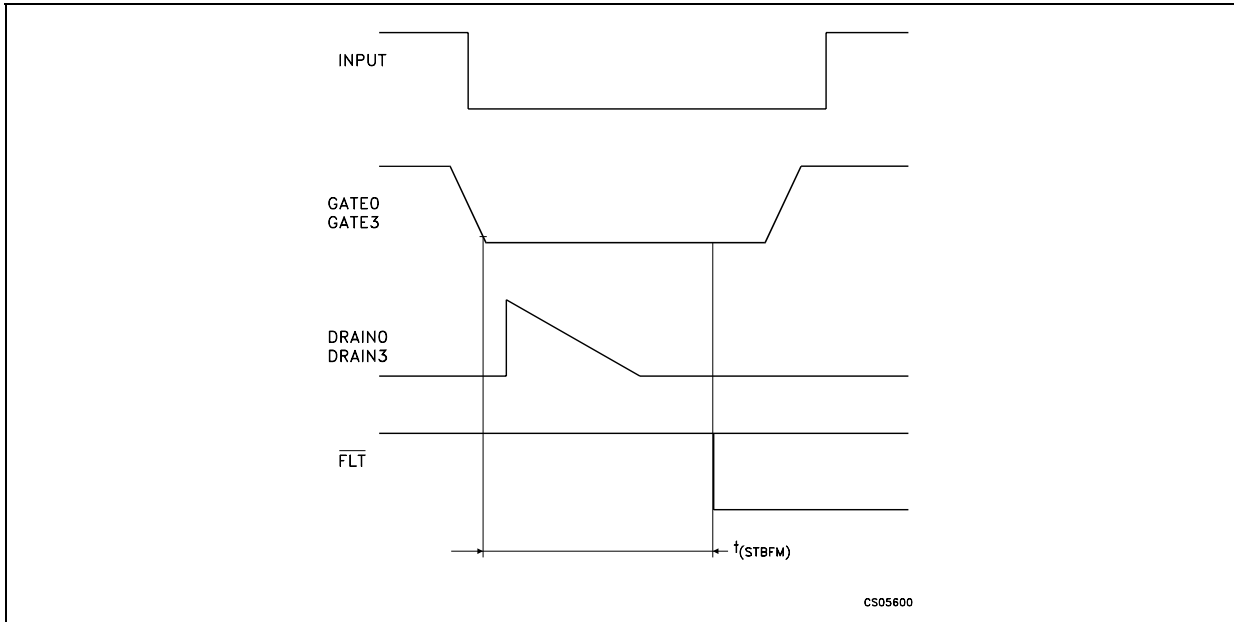 INPUT
GATE0
GATE3
DRAIN0
DRAIN3
FLT
t(STBFM)
CS05600